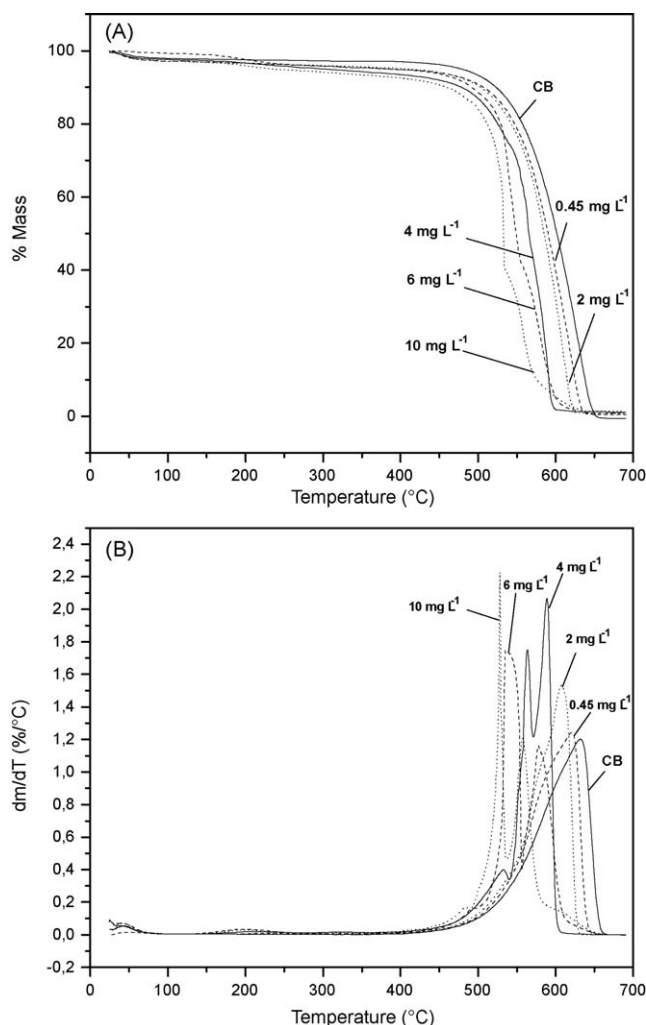 (A)
100
80
60
40
20
0
% Mass
CB
0.45 mg L-1
4 mg L-1
6 mg L-1
2 mg L-1
10 mg L-1
0 100 200 300 400 500 600 700
Temperature (°C)
(B)
2,4
2,2
2,0
1,8
1,6
1,4
1,2
1,0
0,8
0,6
0,4
0,2
0,0
-0,2
dm/dT (%/°C)
4 mg L-1
6 mg L-1
10 mg L-1
2 mg L-1
0.45 mg L-1
CB
0 100 200 300 400 500 600 700
Temperature (°C)